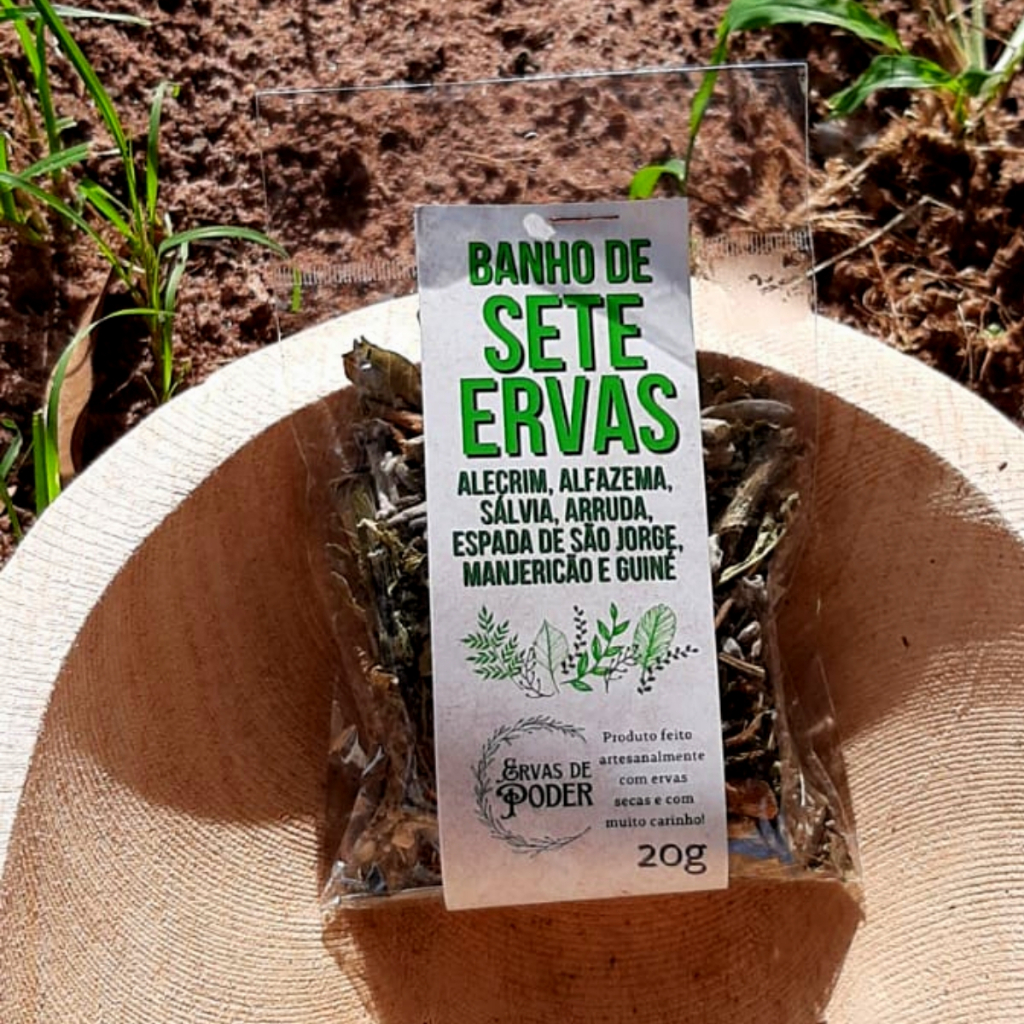 BANHO DE
SETE
ERVAS
ALECRIM, ALFAZEMA,
SÁLVIA, ARRUDA,
ESPADA DE SÃO JORGE,
MANJERICÃO E GUINÉ
ERVAS DE
PODER
Produto feito
artesanalmente
com ervas
secas e com
muito carinho!
20g